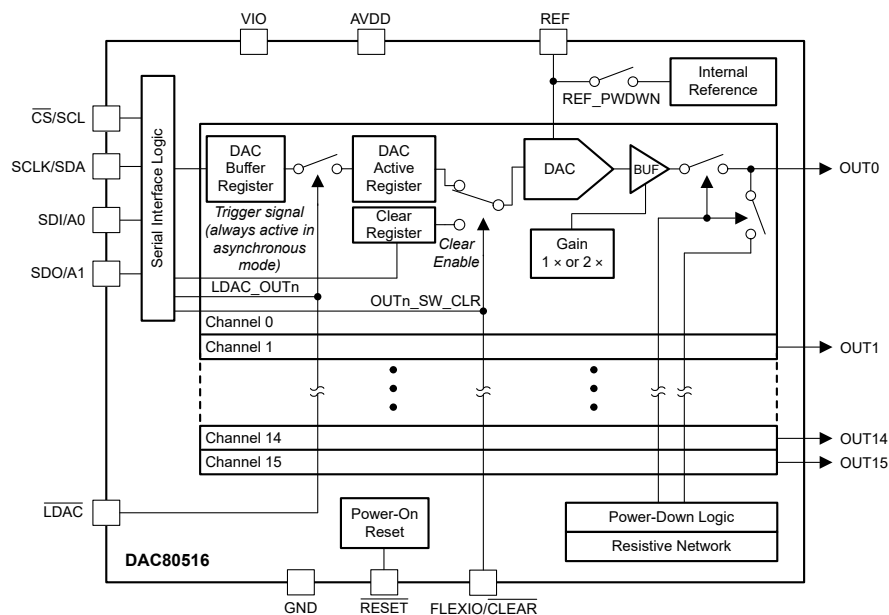 VIO
AVDD
REF
Internal
Reference
REF_PWDWN
CS/SCL
SCLK/SDA
SDI/A0
SDO/A1
Serial Interface Logic
DAC
Buffer
Register
DAC
Active
Register
Clear
Register
Trigger signal
(always active in
asynchronous
mode)
Clear
Enable
DAC
BUF
Gain
1 × or 2 ×
OUT0
LDAC_OUTn
OUTn_SW_CLR
Channel 0
Channel 1
OUT1
Channel 14
OUT14
Channel 15
OUT15
LDAC
Power-On
Reset
Power-Down Logic
Resistive Network
DAC80516
GND
RESET
FLEXIO/CLEAR